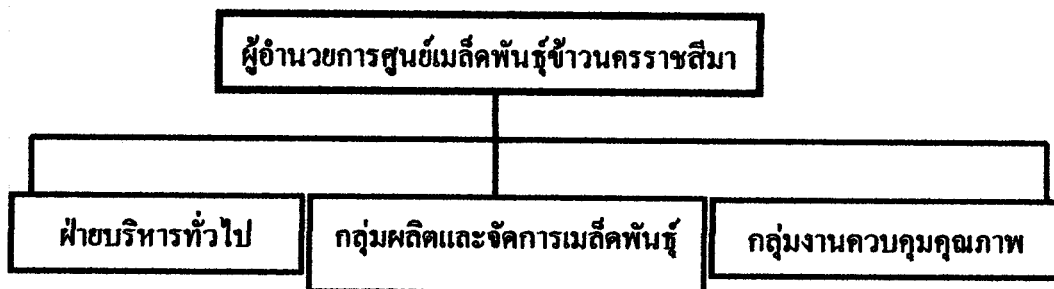 ผู้อำนวยการศูนย์เมล็ดพันธุ์ข้าวนครราชสีมา
ฝ่ายบริหารทั่วไป
กลุ่มผลิตและจัดการเมล็ดพันธุ์
กลุ่มงานควบคุมคุณภาพ